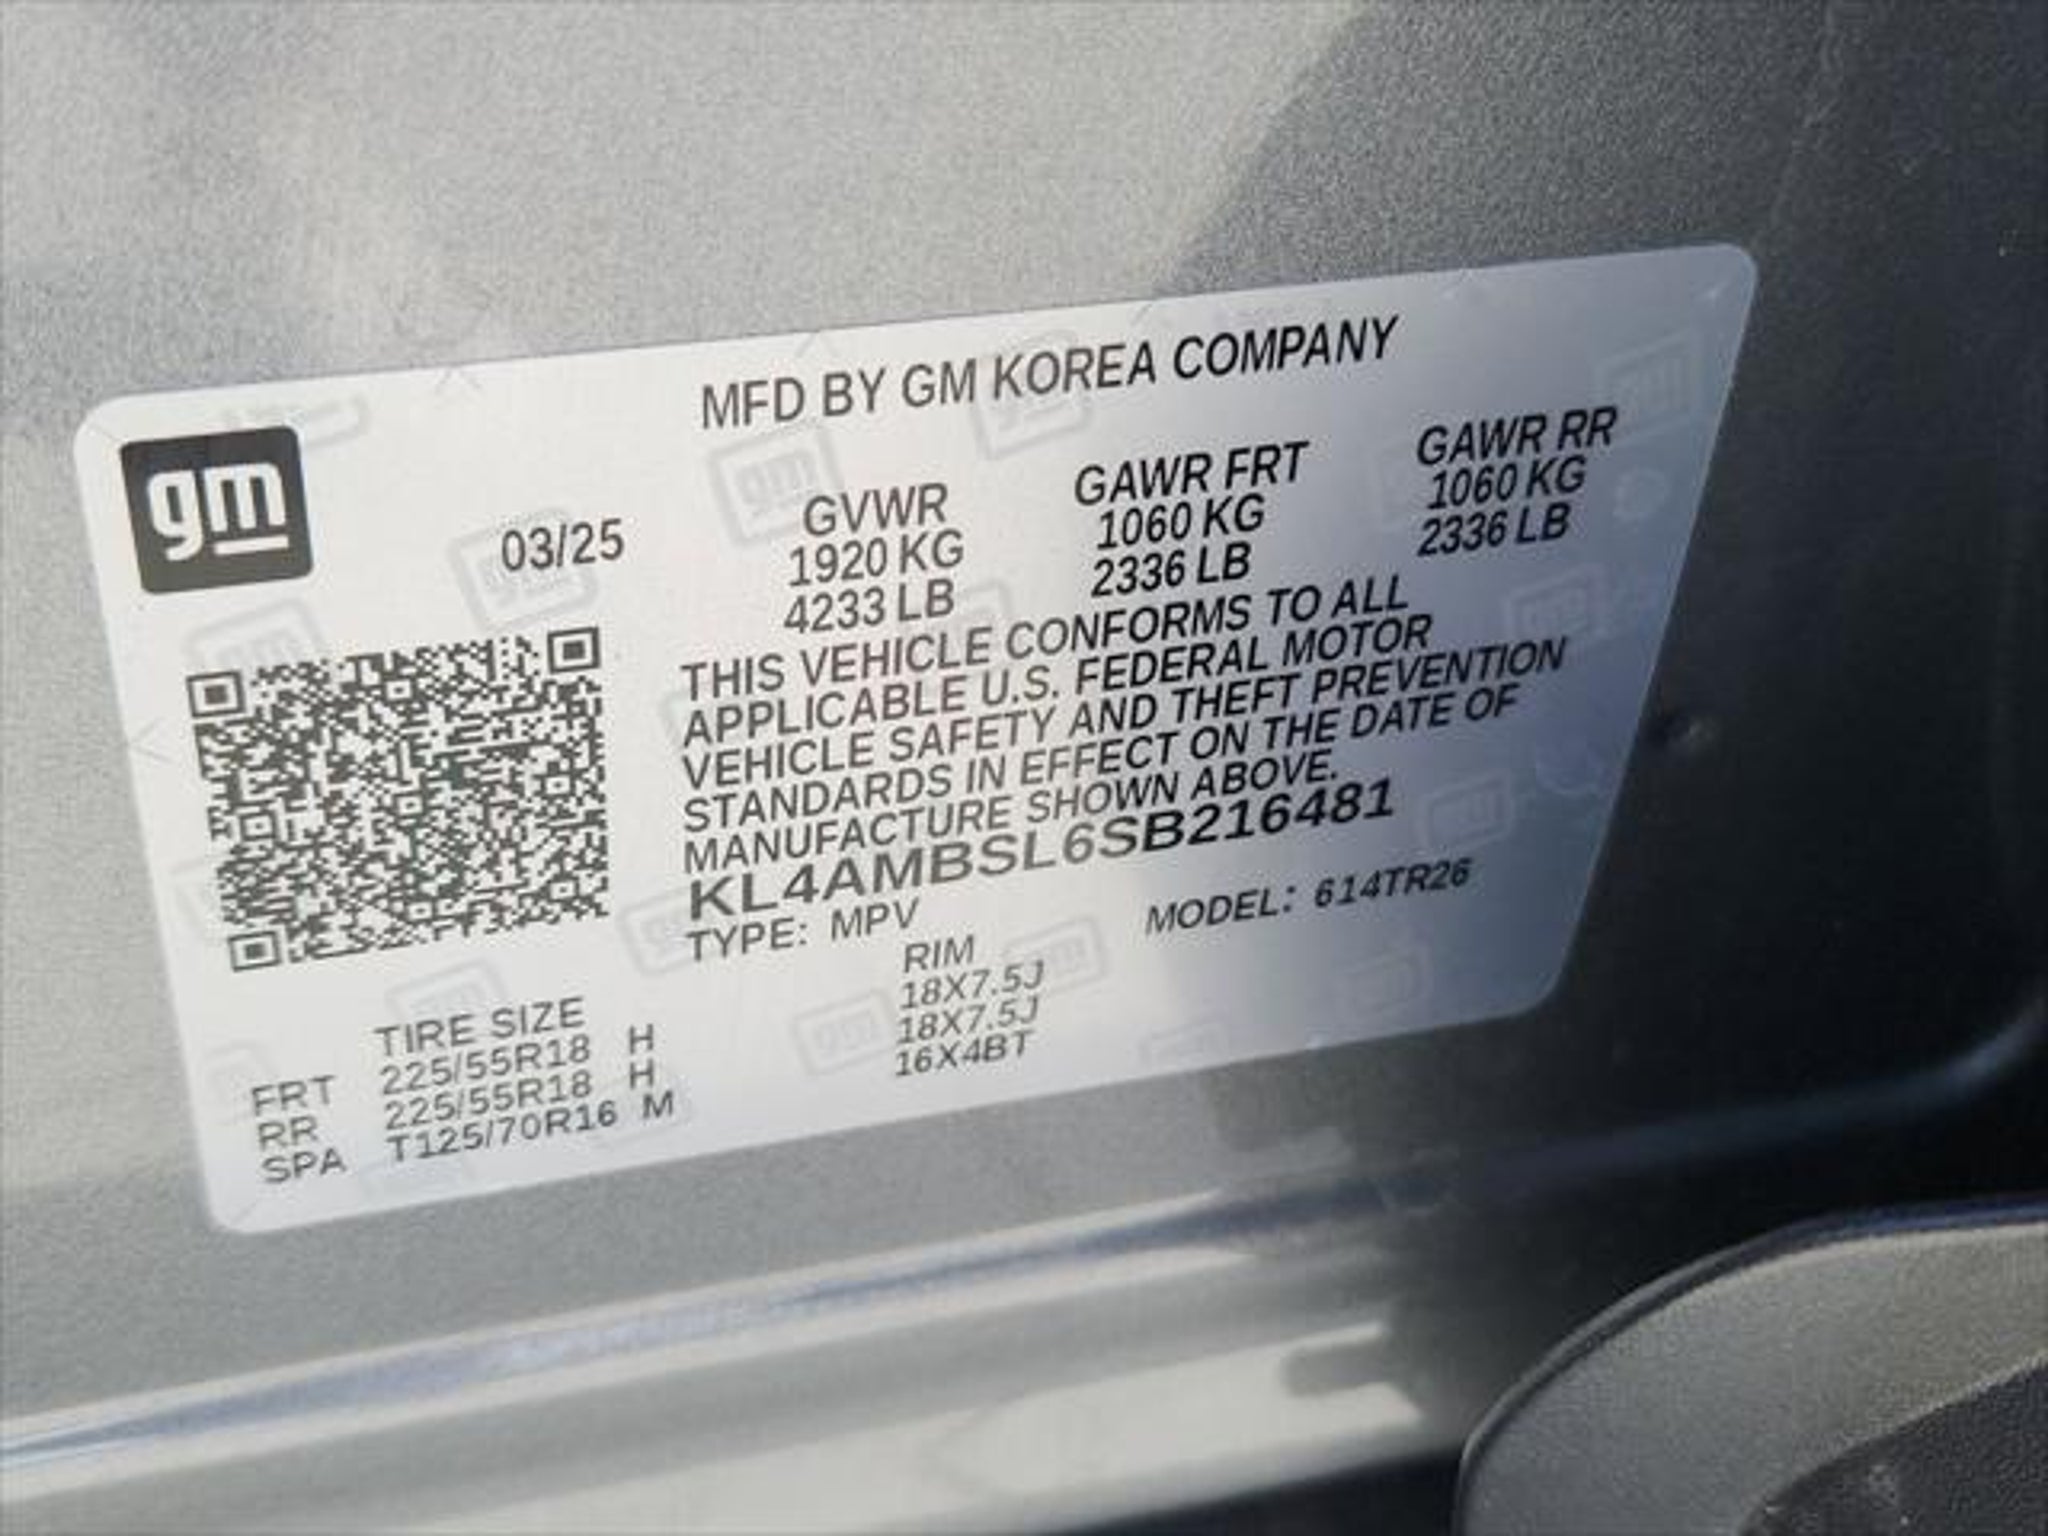 gm
MFD BY GM KOREA COMPANY
03/25
GVWR GAWR FRT GAWR RR
1920 KG 1060 KG 1060 KG
4233 LB 2336 LB 2336 LB
THIS VEHICLE CONFORMS TO ALL
APPLICABLE U.S. FEDERAL MOTOR
VEHICLE SAFETY AND THEFT PREVENTION
STANDARDS IN EFFECT ON THE DATE OF
MANUFACTURE SHOWN ABOVE.
KL4AMBSL6SB216481
TYPE: MPV MODEL: 614TR26
TIRE SIZE RIM
FRT 225/55R18 H 18X7.5J
RR 225/55R18 H 18X7.5J
SPA T125/70R16 M 16X4BT